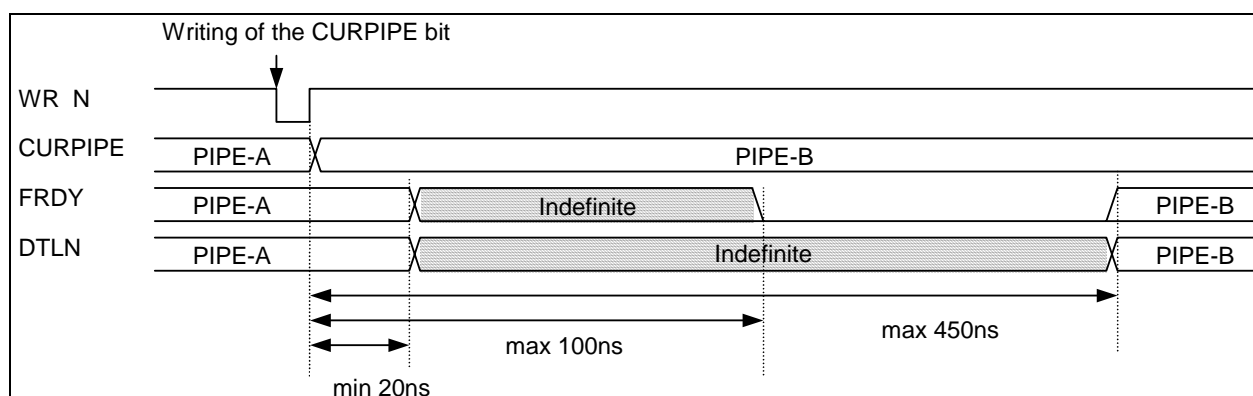 Writing of the CURPIPE bit
WR N
CURPIPE PIPE-A PIPE-B
FRDY PIPE-A Indefinite PIPE-B
DTLN PIPE-A Indefinite PIPE-B
max 450ns
max 100ns
min 20ns